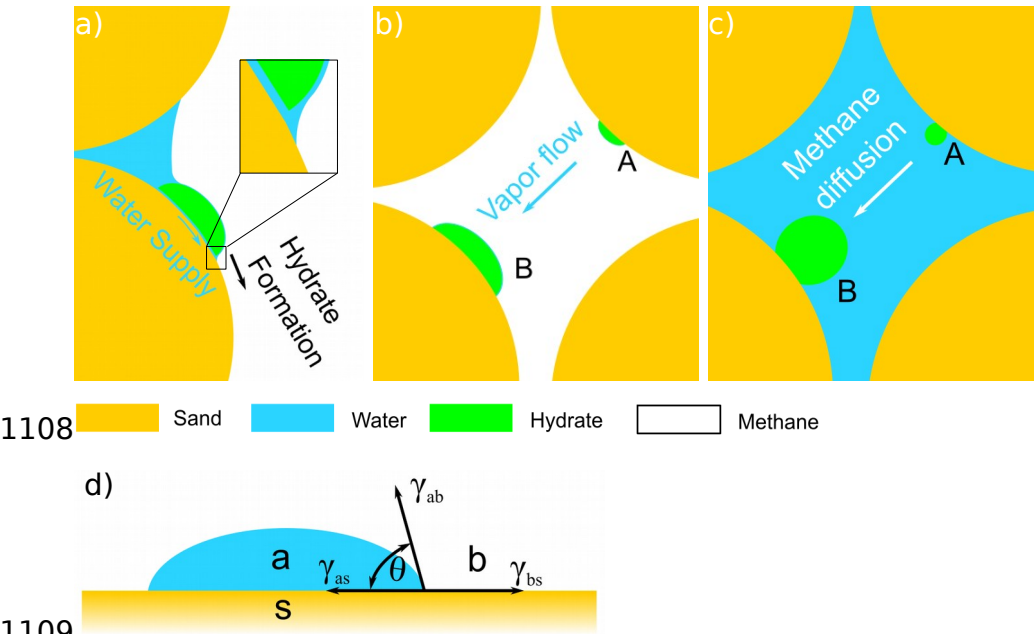 a)
Water Supply
Hydrate
Formation
b)
Vapor flow
A
B
c)
Methane
diffusion
A
B
1108
Sand
Water
Hydrate
Methane
d)
γab
a
γas
θ
b
γbs
s
1109